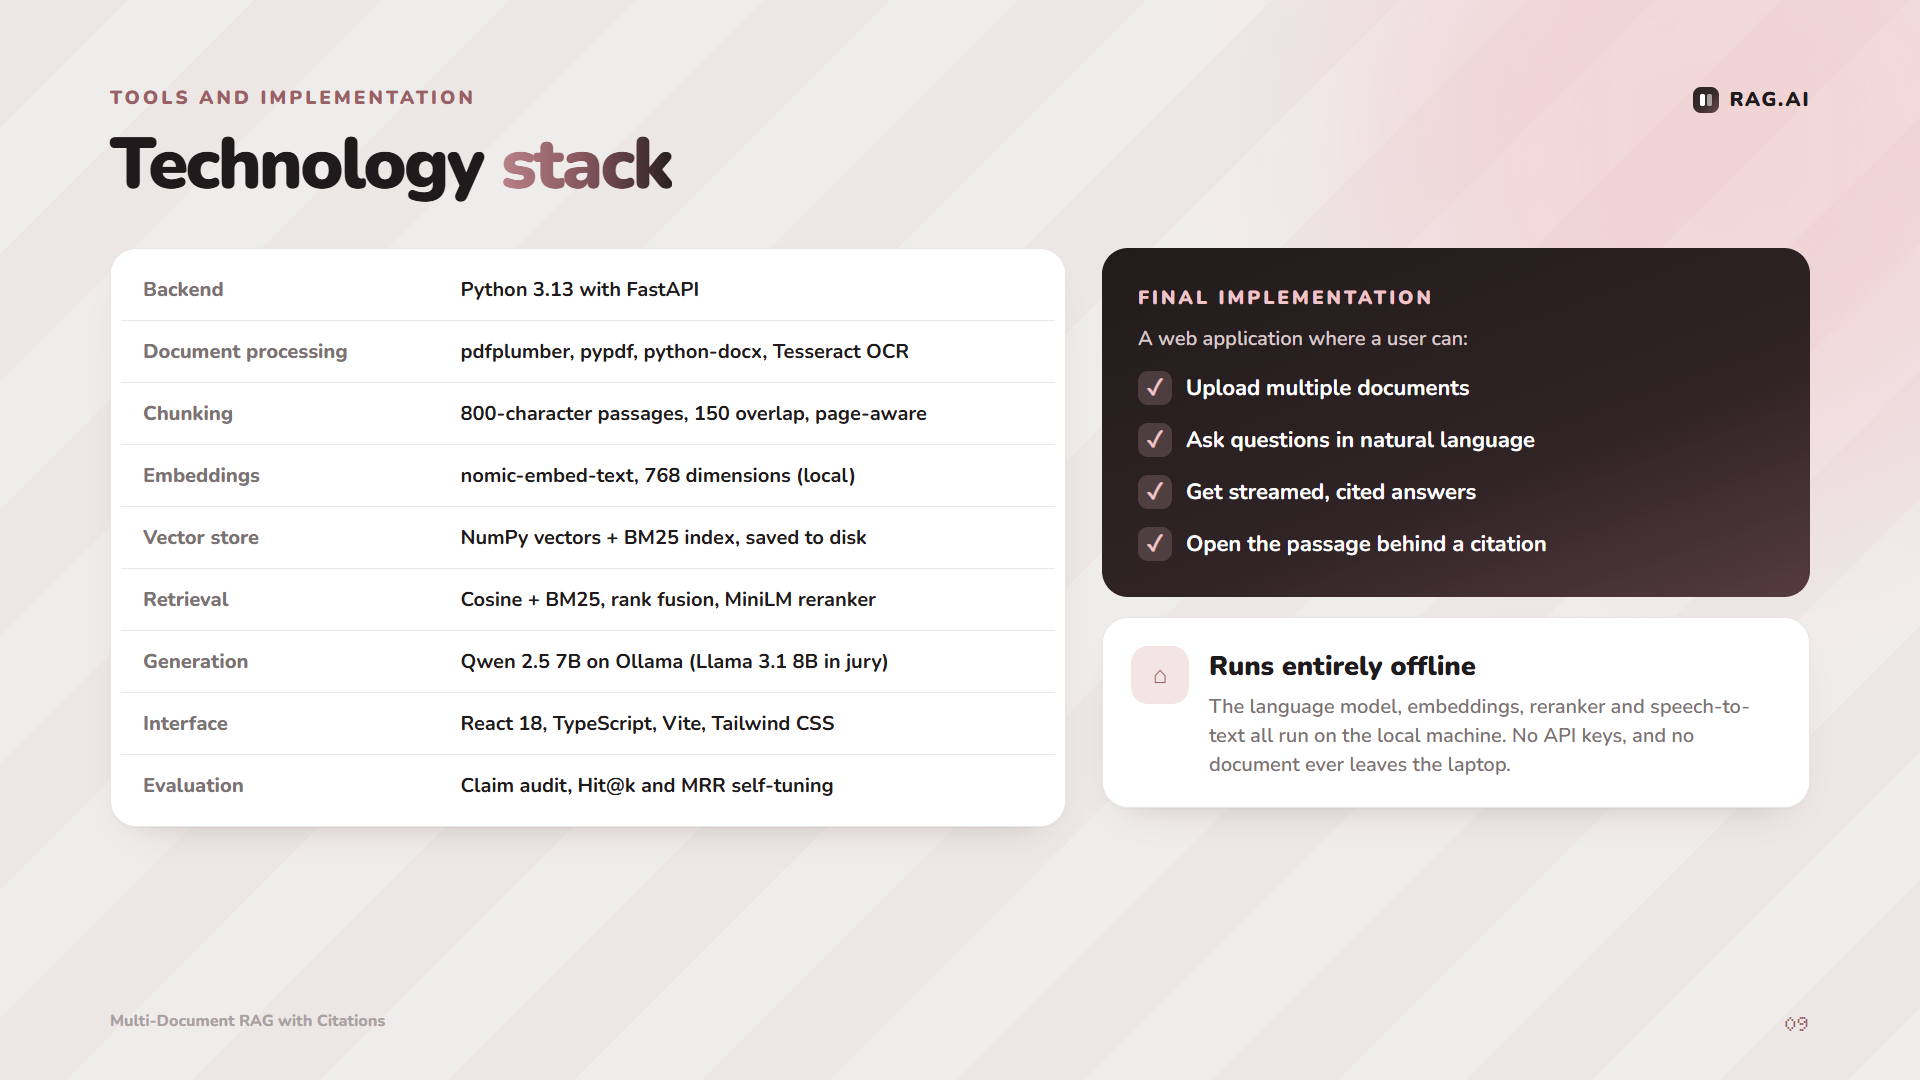 TOOLS AND IMPLEMENTATION
RAG.AI
Technology stack
Backend Python 3.13 with FastAPI
Document processing pdfplumber, pypdf, python-docx, Tesseract OCR
Chunking 800-character passages, 150 overlap, page-aware
Embeddings nomic-embed-text, 768 dimensions (local)
Vector store NumPy vectors + BM25 index, saved to disk
Retrieval Cosine + BM25, rank fusion, MiniLM reranker
Generation Qwen 2.5 7B on Ollama (Llama 3.1 8B in jury)
Interface React 18, TypeScript, Vite, Tailwind CSS
Evaluation Claim audit, Hit@k and MRR self-tuning
FINAL IMPLEMENTATION
A web application where a user can:
✓ Upload multiple documents
✓ Ask questions in natural language
✓ Get streamed, cited answers
✓ Open the passage behind a citation
Runs entirely offline
The language model, embeddings, reranker and speech-to-
text all run on the local machine. No API keys, and no
document ever leaves the laptop.
Multi-Document RAG with Citations
09